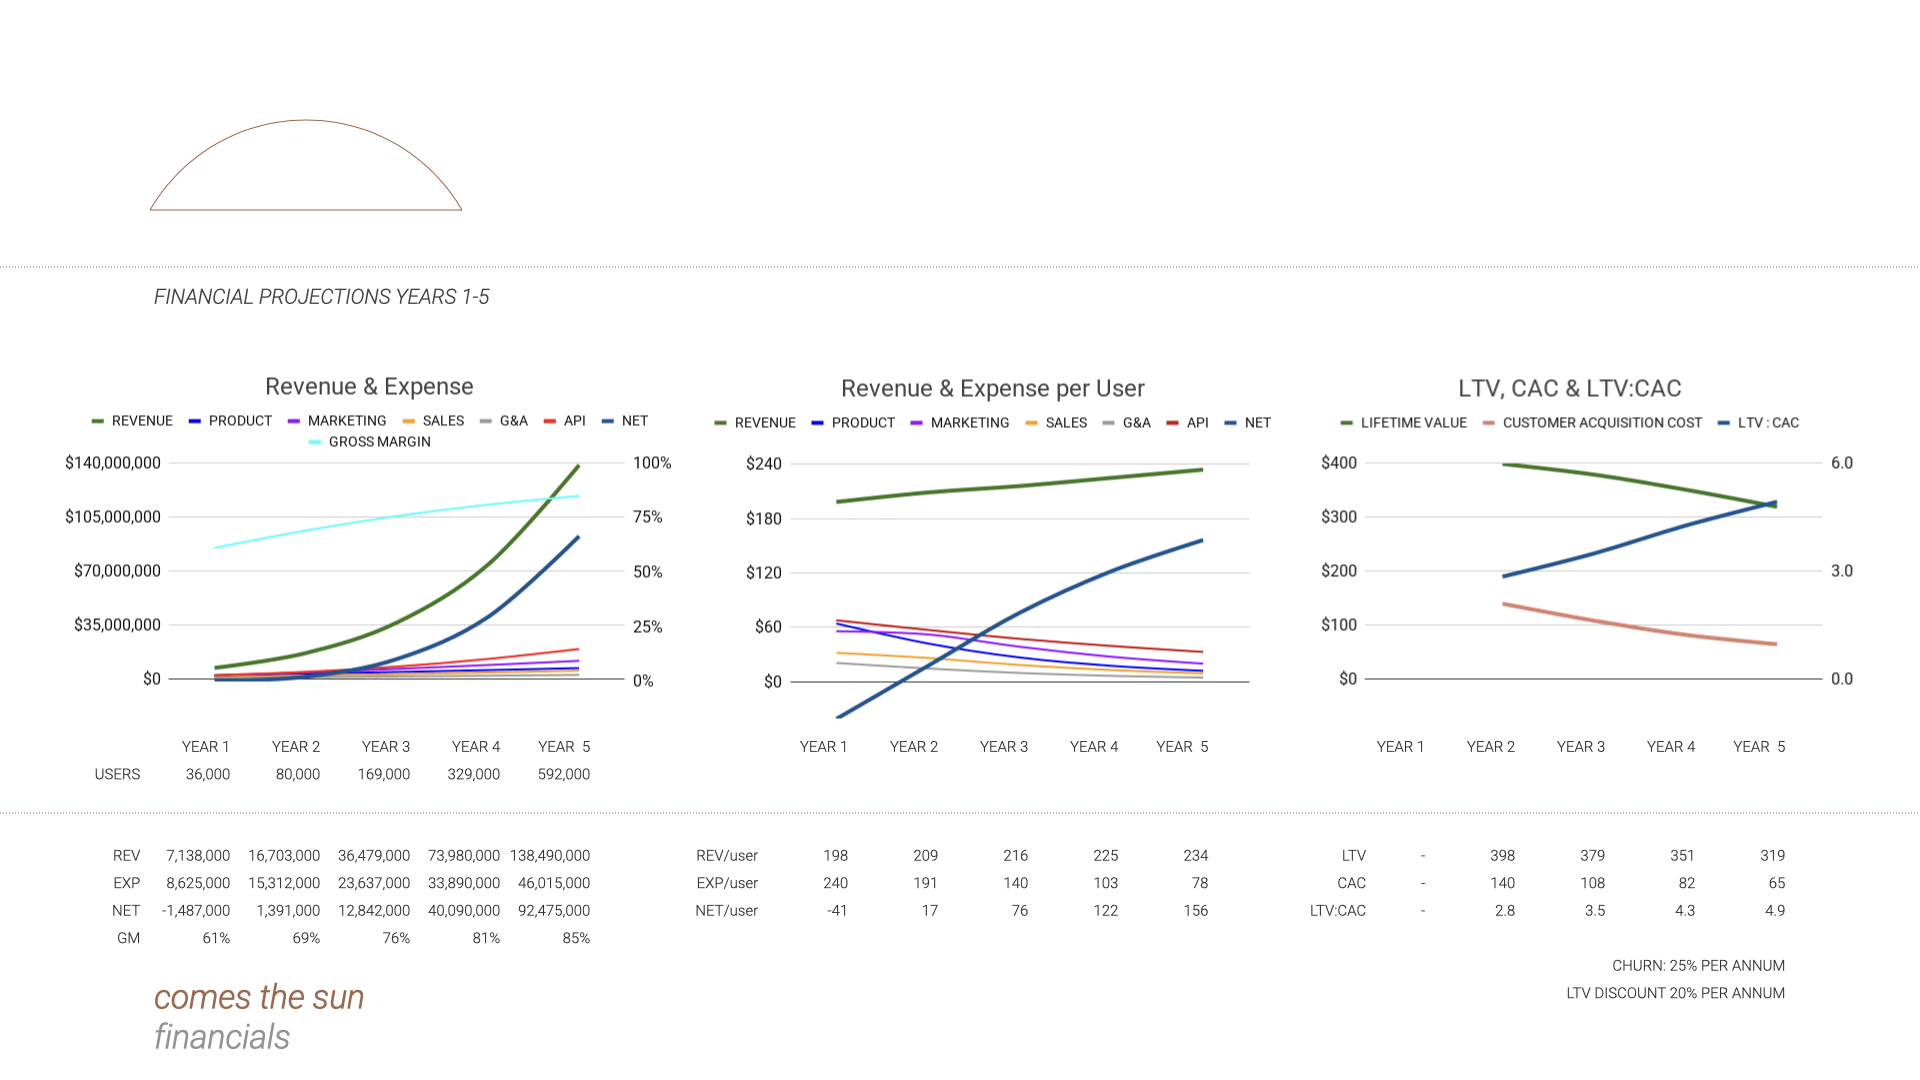 FINANCIAL PROJECTIONS YEARS 1-5
Revenue & Expense
REVENUE PRODUCT MARKETING SALES G&A API NET
GROSS MARGIN
$140,000,000 100%
$105,000,000 75%
$70,000,000 50%
$35,000,000 25%
$0 0%
YEAR 1 YEAR 2 YEAR 3 YEAR 4 YEAR 5
USERS 36,000 80,000 169,000 329,000 592,000
Revenue & Expense per User
REVENUE PRODUCT MARKETING SALES G&A API NET
$240
$180
$120
$60
$0
YEAR 1 YEAR 2 YEAR 3 YEAR 4 YEAR 5
LTV, CAC & LTV:CAC
LIFETIME VALUE CUSTOMER ACQUISITION COST LTV : CAC
$400 6.0
$300
$200 3.0
$100
$0 0.0
YEAR 1 YEAR 2 YEAR 3 YEAR 4 YEAR 5
REV 7,138,000 16,703,000 36,479,000 73,980,000 138,490,000
EXP 8,625,000 15,312,000 23,637,000 33,890,000 46,015,000
NET -1,487,000 1,391,000 12,842,000 40,090,000 92,475,000
GM 61% 69% 76% 81% 85%
REV/user 198 209 216 225 234
EXP/user 240 191 140 103 78
NET/user -41 17 76 122 156
LTV - 398 379 351 319
CAC - 140 108 82 65
LTV:CAC - 2.8 3.5 4.3 4.9
CHURN: 25% PER ANNUM
LTV DISCOUNT 20% PER ANNUM
comes the sun
financials